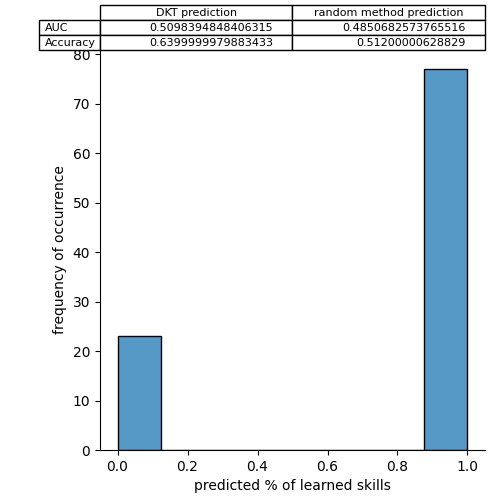 DKT prediction random method prediction
AUC 0.5098394848406315 0.4850682573765516
Accuracy 0.6399999979883433 0.51200000628829
80
70
60
50
40
30
20
10
0
frequency of occurrence
0.0 0.2 0.4 0.6 0.8 1.0
predicted % of learned skills